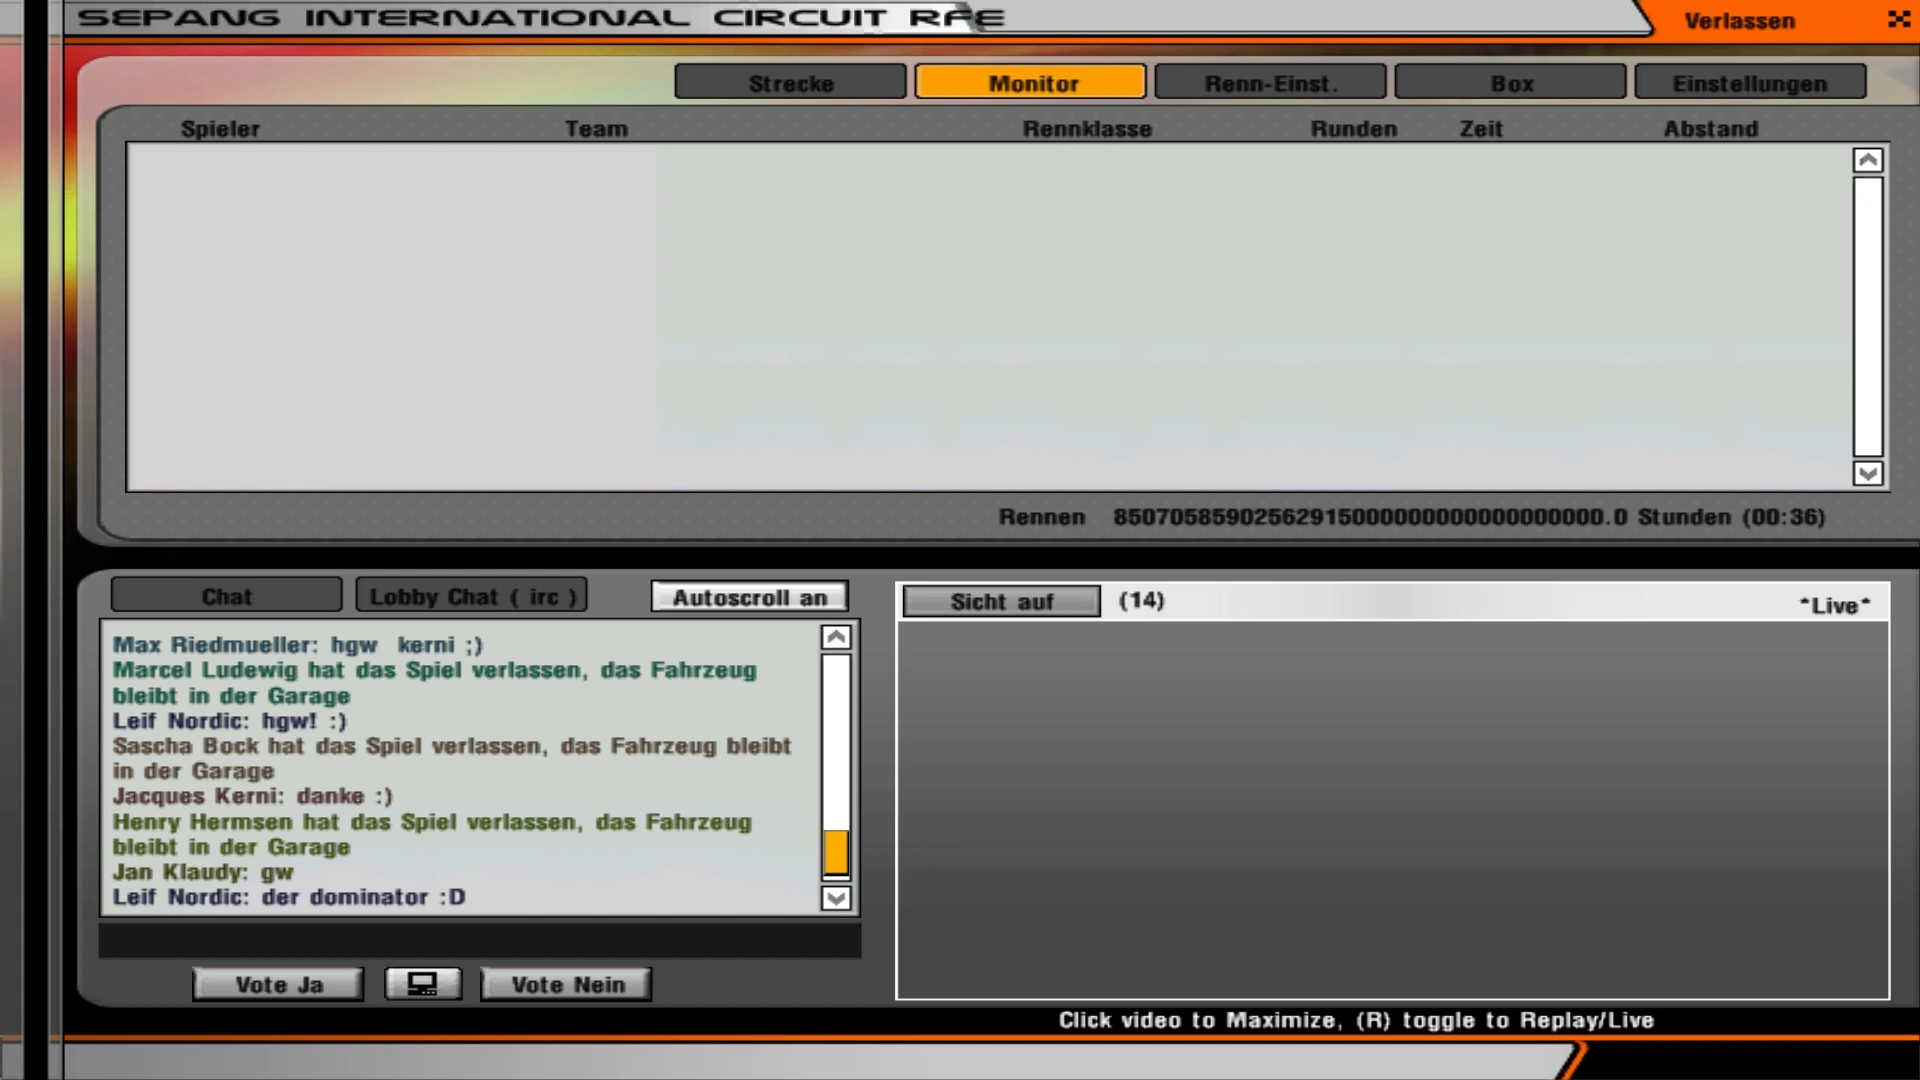 SEPANG INTERNATIONAL CIRCUIT RFE
Verlassen
Strecke Monitor Renn-Einst. Box Einstellungen
Spieler Team Rennklasse Runden Zeit Abstand
Rennen 85070585902562915000000000000000000.0 Stunden (00:36)
Chat Lobby Chat ( irc ) Autoscroll an
Max Riedmueller: hgw kerni ;)
Marcel Ludewig hat das Spiel verlassen, das Fahrzeug
bleibt in der Garage
Leif Nordic: hgw! :)
Sascha Bock hat das Spiel verlassen, das Fahrzeug bleibt
in der Garage
Jacques Kerni: danke :)
Henry Hermsen hat das Spiel verlassen, das Fahrzeug
bleibt in der Garage
Jan Klaudy: gw
Leif Nordic: der dominator :D
Vote Ja Vote Nein
Sicht auf (14) *Live*
Click video to Maximize, (R) toggle to Replay/Live